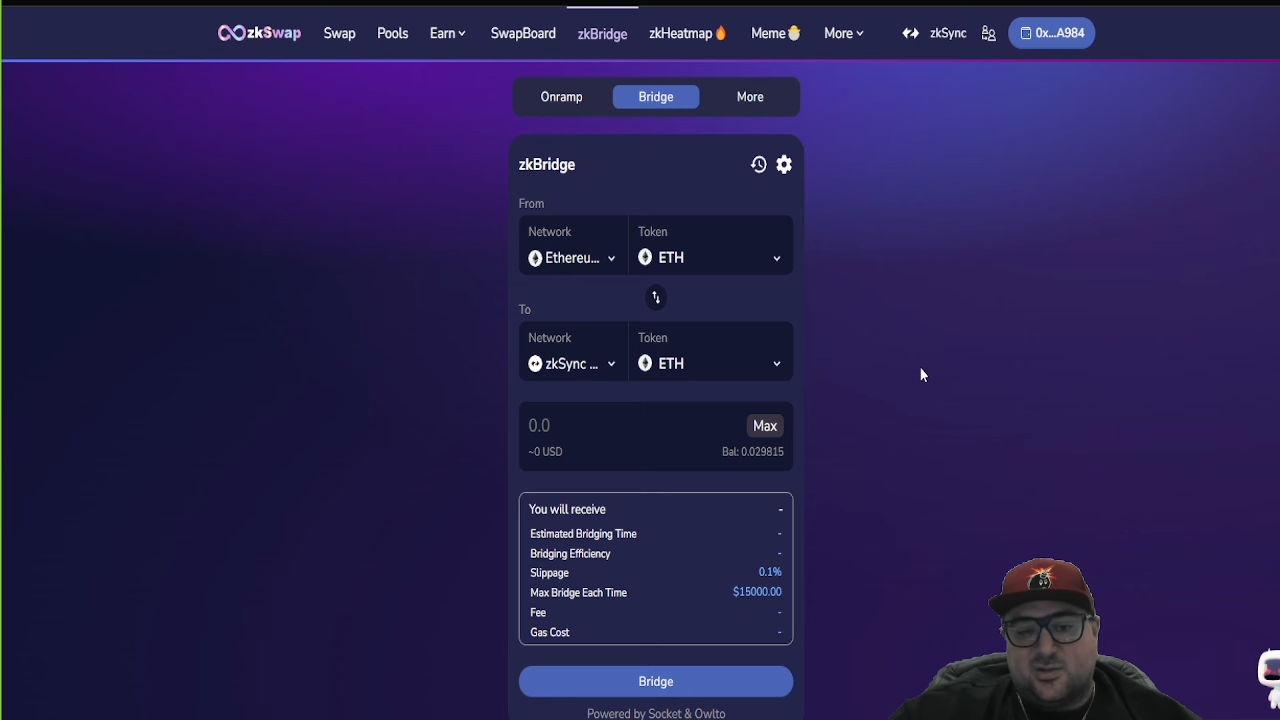 zkSwap Swap Pools Earn SwapBoard zkBridge zkHeatmap🔥 Meme🐣 More zkSync 0x...A984
Onramp Bridge More
zkBridge
From
Network Token
Ethereu... ETH
To
Network Token
zkSync ... ETH
0.0 Max
~0 USD Bal: 0.029815
You will receive -
Estimated Bridging Time -
Bridging Efficiency -
Slippage 0.1%
Max Bridge Each Time $15000.00
Fee -
Gas Cost -
Bridge
Powered by Socket & Owlto